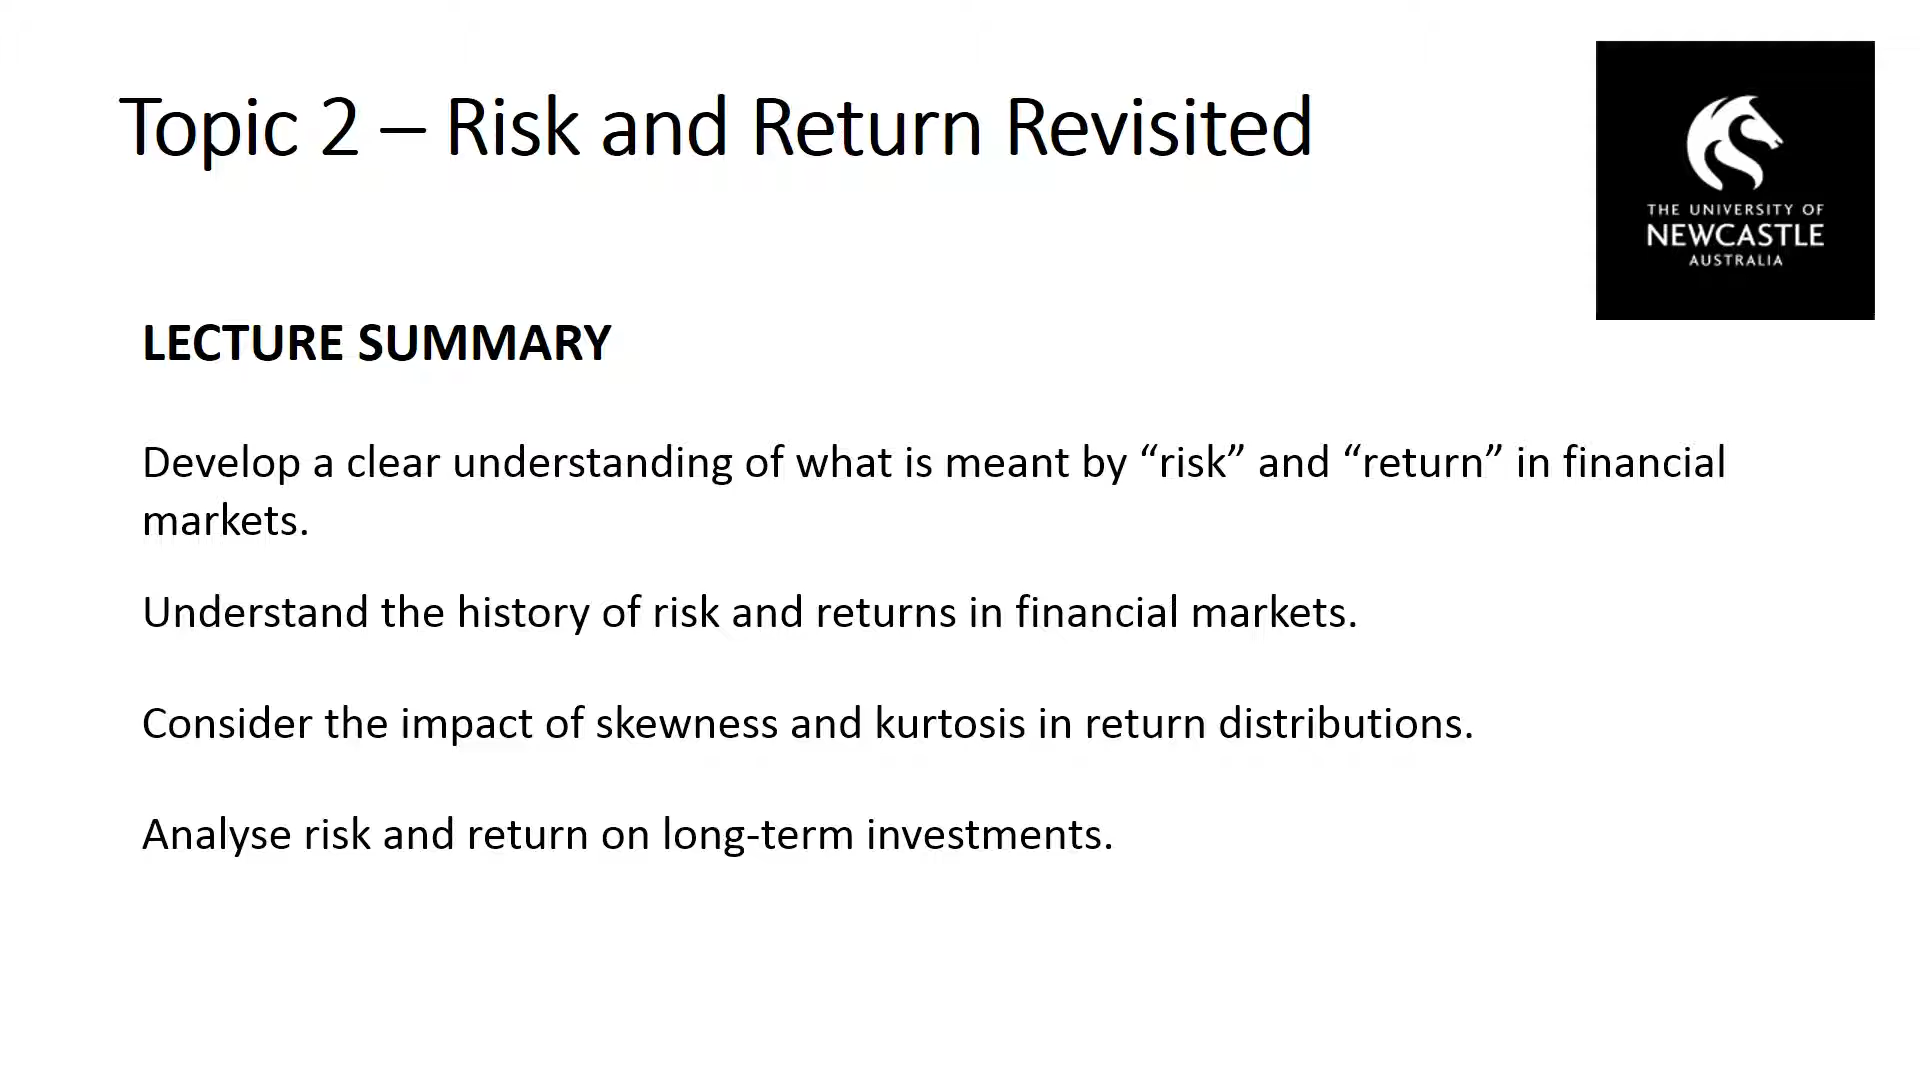 Topic 2 – Risk and Return Revisited
THE UNIVERSITY OF
NEWCASTLE
AUSTRALIA
LECTURE SUMMARY
Develop a clear understanding of what is meant by “risk” and “return” in financial
markets.
Understand the history of risk and returns in financial markets.
Consider the impact of skewness and kurtosis in return distributions.
Analyse risk and return on long-term investments.